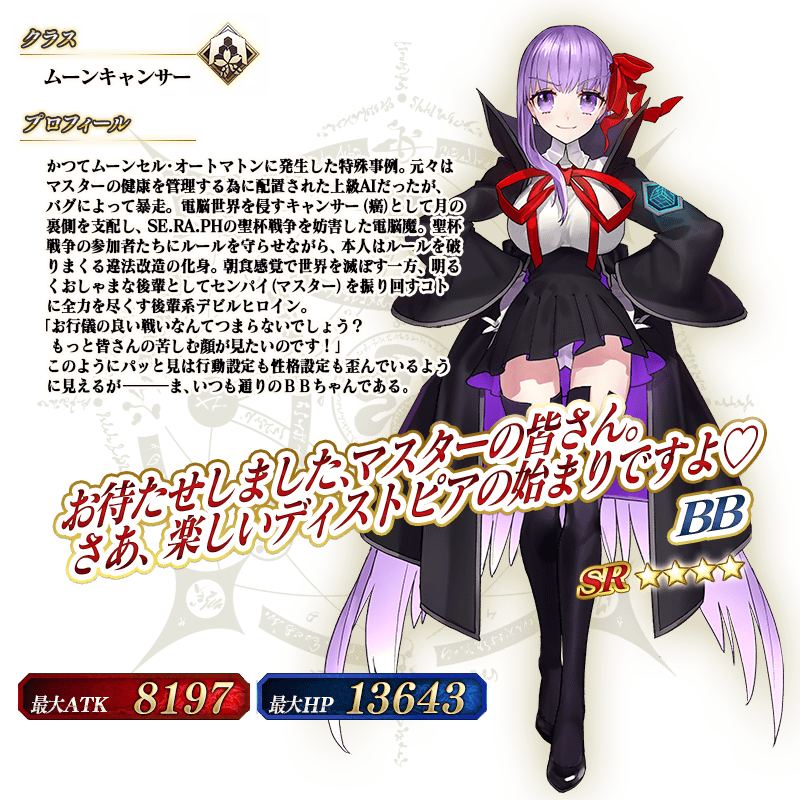 クラス
ムーンキャンサー
プロフィール
かつてムーンセル・オートマトンに発生した特殊事例。元々は
マスターの健康を管理する為に配置された上級AIだったが、
バグによって暴走。電脳世界を侵すキャンサー（癌）として月の
裏側を支配し、SE.RA.PHの聖杯戦争を妨害した電脳魔。聖杯
戦争の参加者たちにルールを守らせながら、本人はルールを破
りまくる違法改造の化身。朝食感覚で世界を滅ぼす一方、明る
くおしゃまな後輩としてセンパイ（マスター）を振り回すコト
に全力を尽くす後輩系デビルヒロイン。
「お行儀の良い戦いなんてつまらないでしょう？
もっと皆さんの苦しむ顔が見たいのです！」
このようにパッと見は行動設定も性格設定も歪んでいるよう
に見えるが―――ま、いつも通りのＢＢちゃんである。
お待たせしました、マスターの皆さん。
さあ、楽しいディストピアの始まりですよ♡
BB
SR ★★★★
最大ATK 8197
最大HP 13643